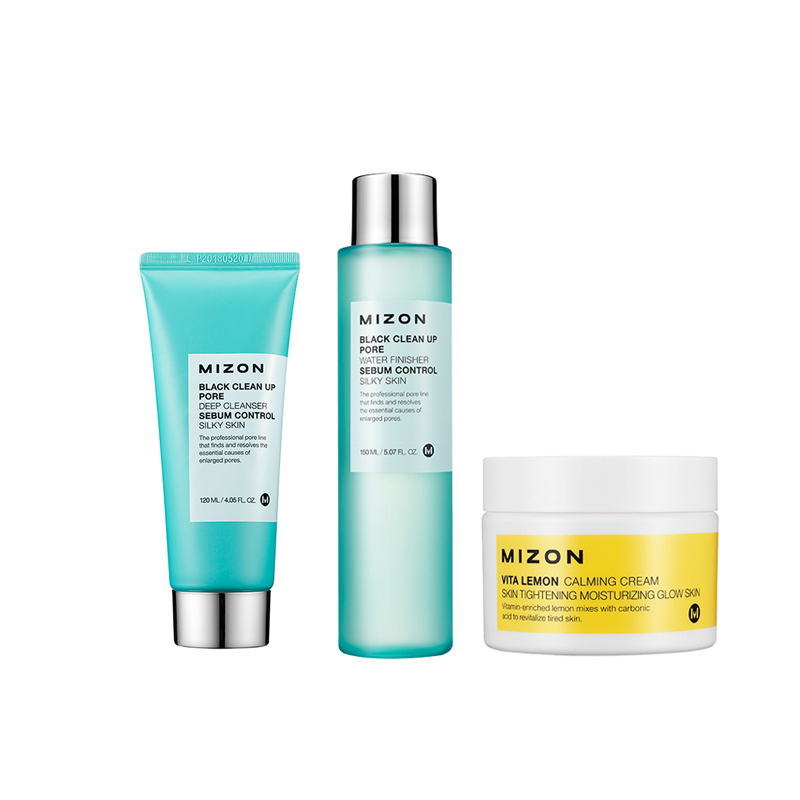 L P20180520
MIZON
BLACK CLEAN UP
PORE
DEEP CLEANSER
SEBUM CONTROL
SILKY SKIN
The professional pore line
that finds and resolves the
essential causes of
enlarged pores.
120 ML / 4.05 FL. OZ. M
MIZON
BLACK CLEAN UP
PORE
WATER FINISHER
SEBUM CONTROL
SILKY SKIN
The professional pore line
that finds and resolves
the essential causes of
enlarged pores.
150 ML / 5.07 FL. OZ. M
MIZON
VITA LEMON CALMING CREAM
SKIN TIGHTENING MOISTURIZING GLOW SKIN
Vitamin-enriched lemon mixes with carbonic
acid to revitalize tired skin. M